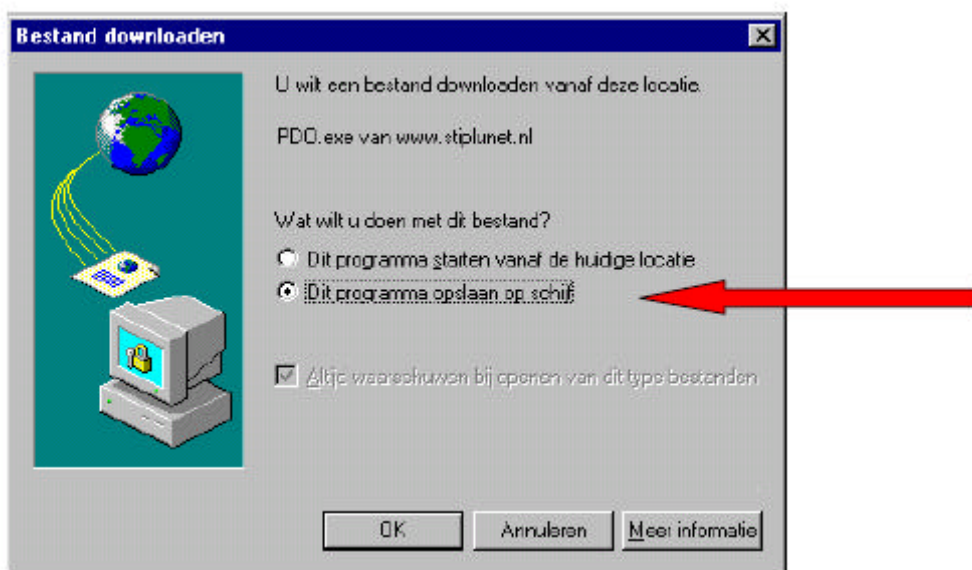 Bestand downloaden
U wilt een bestand downloaden vanaf deze locatie.
PDO.exe van www.stiplunet.nl
Wat wilt u doen met dit bestand?
Dit programma starten vanaf de huidige locatie
Dit programma opslaan op schijf
Altijd waarschuwen bij openen van dit type bestanden
OK
Annuleren
Meer informatie